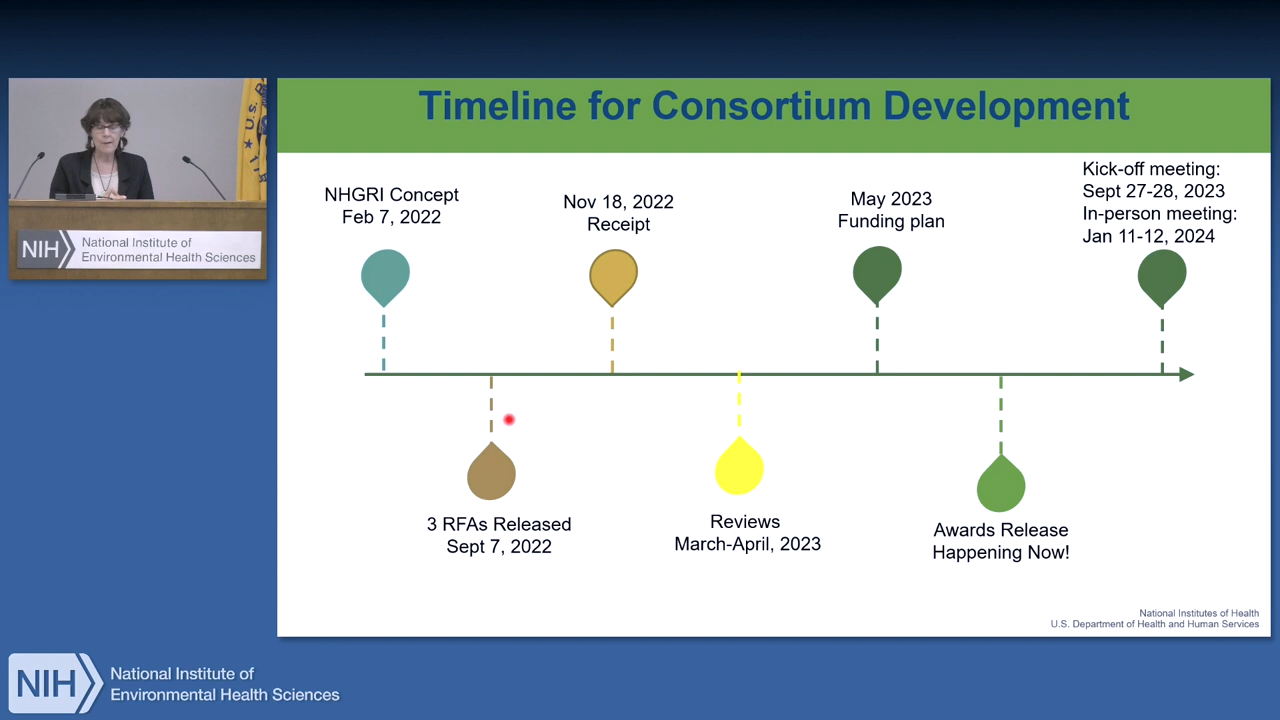 Timeline for Consortium Development
NHGRI Concept
Feb 7, 2022
Nov 18, 2022
Receipt
May 2023
Funding plan
Kick-off meeting:
Sept 27-28, 2023
In-person meeting:
Jan 11-12, 2024
3 RFAs Released
Sept 7, 2022
Reviews
March-April, 2023
Awards Release
Happening Now!
National Institutes of Health
U.S. Department of Health and Human Services
NIH
National Institute of
Environmental Health Sciences
NIH
National Institute of
Environmental Health Sciences